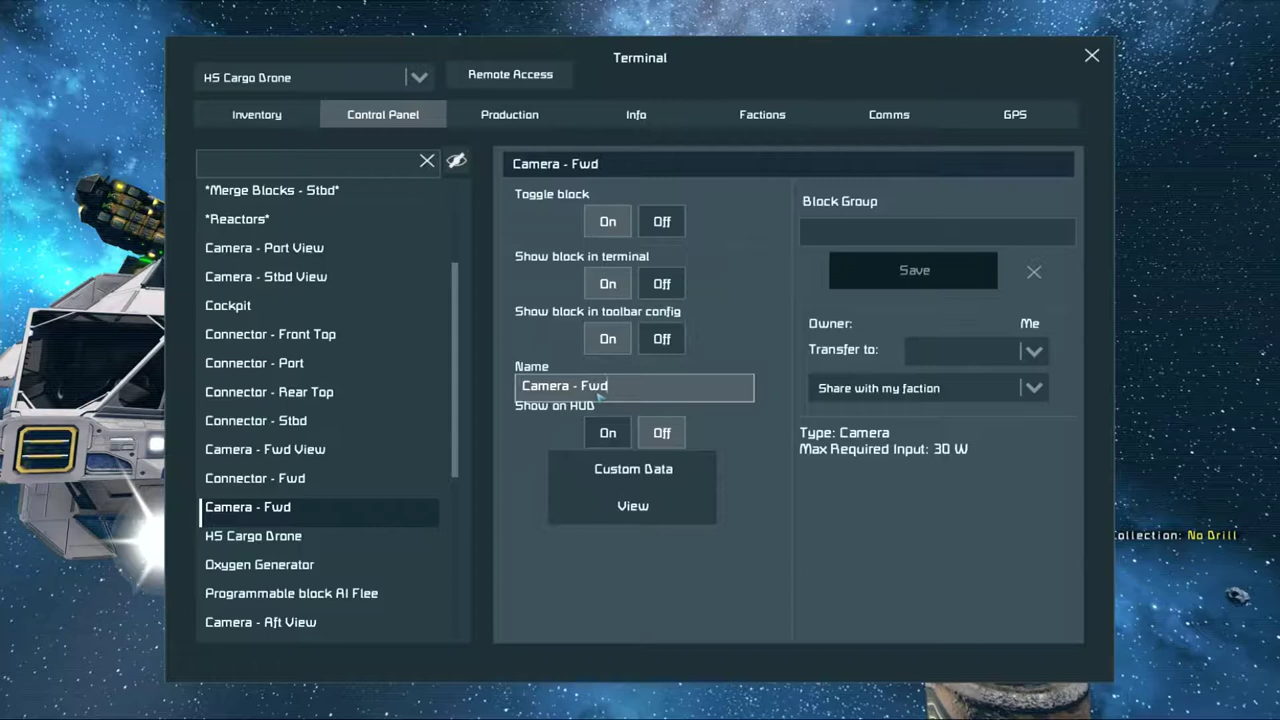 Terminal
HS Cargo Drone
Remote Access
Inventory
Control Panel
Production
Info
Factions
Comms
GPS
*Merge Blocks - Stbd*
*Reactors*
Camera - Port View
Camera - Stbd View
Cockpit
Connector - Front Top
Connector - Port
Connector - Rear Top
Connector - Stbd
Camera - Fwd View
Connector - Fwd
Camera - Fwd
HS Cargo Drone
Oxygen Generator
Programmable block AI Flee
Camera - Aft View
Camera - Fwd
Toggle block
On Off
Show block in terminal
On Off
Show block in toolbar config
On Off
Name
Camera - Fwd
Show on HUD
On Off
Custom Data
View
Block Group
Save
Owner: Me
Transfer to:
Share with my faction
Type: Camera
Max Required Input: 30 W
ollection: No Drill